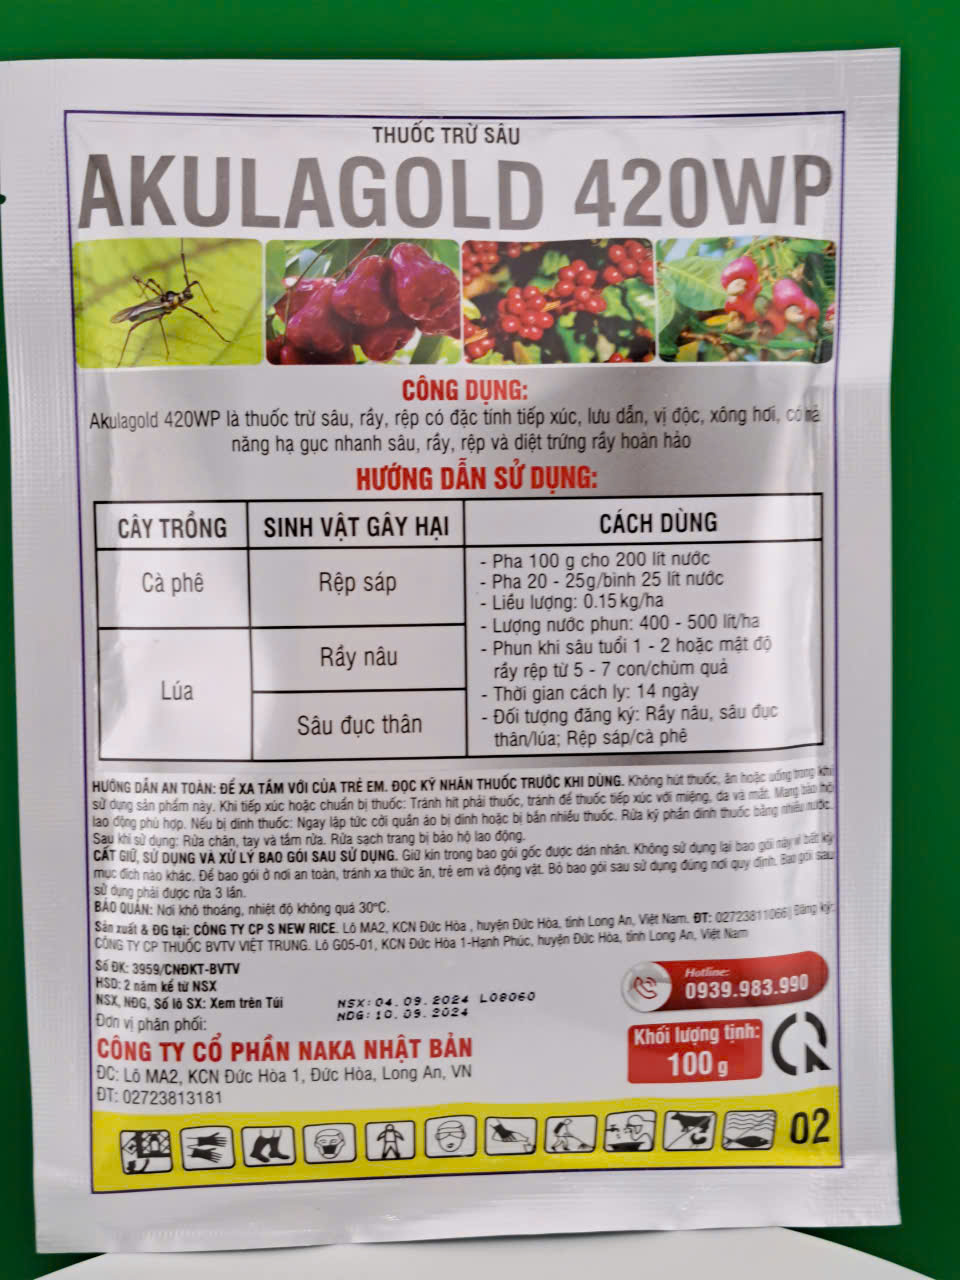 THUỐC TRỪ SÂU
AKULAGOLD 420WP
CÔNG DỤNG:
Akulagold 420WP là thuốc trừ sâu, rầy, rệp có đặc tính tiếp xúc, lưu dẫn, vị độc, xông hơi, có khả
năng hạ gục nhanh sâu, rầy, rệp và diệt trứng rầy hoàn hảo
HƯỚNG DẪN SỬ DỤNG:
CÂY TRỒNG SINH VẬT GÂY HẠI CÁCH DÙNG
Cà phê Rệp sáp
Lúa Rầy nâu
Sâu đục thân
- Pha 100 g cho 200 lít nước
- Pha 20 - 25g/bình 25 lít nước
- Liều lượng: 0.15 kg/ha
- Lượng nước phun: 400 - 500 lít/ha
- Phun khi sâu tuổi 1 - 2 hoặc mật độ
rầy rệp từ 5 - 7 con/chùm quả
- Thời gian cách ly: 14 ngày
- Đối tượng đăng ký: Rầy nâu, sâu đục
thân/lúa; Rệp sáp/cà phê
HƯỚNG DẪN AN TOÀN: ĐỂ XA TẦM VỚI CỦA TRẺ EM. ĐỌC KỸ NHÃN THUỐC TRƯỚC KHI DÙNG. Không hút thuốc, ăn hoặc uống trong khi
sử dụng sản phẩm này. Khi tiếp xúc hoặc chuẩn bị thuốc: Tránh hít phải thuốc, tránh để thuốc tiếp xúc với miệng, da và mắt. Mang bảo hộ
lao động phù hợp. Nếu bị dính thuốc: Ngay lập tức cởi quần áo bị dính hoặc bị bắn nhiều thuốc. Rửa kỹ phần dính thuốc bằng nhiều nước.
Sau khi sử dụng: Rửa chân, tay và tắm rửa. Rửa sạch trang bị bảo hộ lao động.
CẤT GIỮ, SỬ DỤNG VÀ XỬ LÝ BAO GÓI SAU SỬ DỤNG. Giữ kín trong bao gói gốc được dán nhãn. Không sử dụng lại bao gói này vì bất kỳ
mục đích nào khác. Để bao gói ở nơi an toàn, tránh xa thức ăn, trẻ em và động vật. Bỏ bao gói sau sử dụng đúng nơi quy định. Bao gói sau
sử dụng phải được rửa 3 lần.
BẢO QUẢN: Nơi khô thoáng, nhiệt độ không quá 30°C.
Sản xuất & ĐG tại: CÔNG TY CP S NEW RICE. Lô MA2, KCN Đức Hòa , huyện Đức Hòa, tỉnh Long An, Việt Nam. ĐT: 02723811066 Đăng ký:
CÔNG TY CP THUỐC BVTV VIỆT TRUNG. Lô G05-01, KCN Đức Hòa 1-Hạnh Phúc, huyện Đức Hòa, tỉnh Long An, Việt Nam
Số ĐK: 3959/CNĐKT-BVTV
HSD: 2 năm kể từ NSX
NSX, NĐG, Số lô SX: Xem trên Túi
NSX: 04.09.2024 L08060
NDG: 10.09.2024
Đơn vị phân phối:
CÔNG TY CỔ PHẦN NAKA NHẬT BẢN
ĐC: Lô MA2, KCN Đức Hòa 1, Đức Hòa, Long An, VN
ĐT: 02723813181
Hotline:
0939.983.990
Khối lượng tịnh:
100 g
02